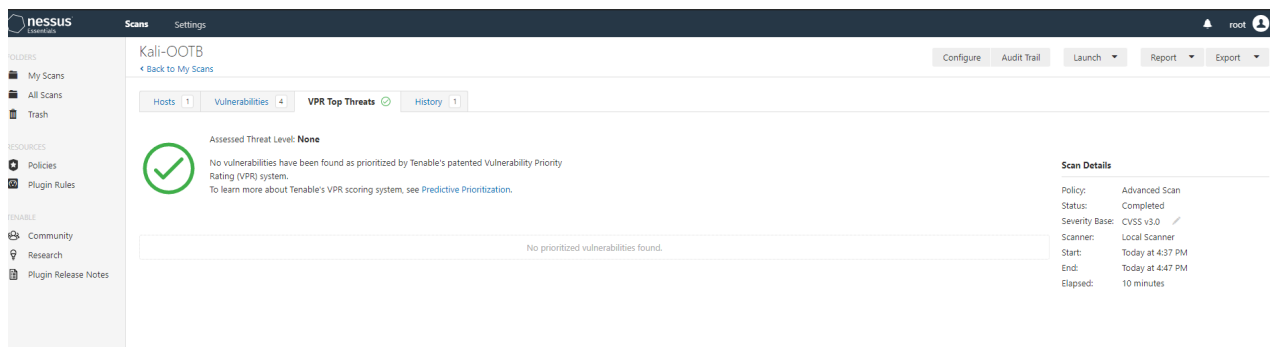 nessus
Essentials
Scans Settings
root
Kali-OOTB
Back to My Scans
Configure Audit Trail Launch Report Export
OLDERS
My Scans
All Scans
Trash
ESOURCES
Policies
Plugin Rules
TENABLE
Community
Research
Plugin Release Notes
Hosts 1 Vulnerabilities 4 VPR Top Threats History 1
Assessed Threat Level: None
No vulnerabilities have been found as prioritized by Tenable's patented Vulnerability Priority
Rating (VPR) system.
To learn more about Tenable's VPR scoring system, see Predictive Prioritization.
No prioritized vulnerabilities found.
Scan Details
Policy: Advanced Scan
Status: Completed
Severity Base: CVSS v3.0
Scanner: Local Scanner
Start: Today at 4:37 PM
End: Today at 4:47 PM
Elapsed: 10 minutes